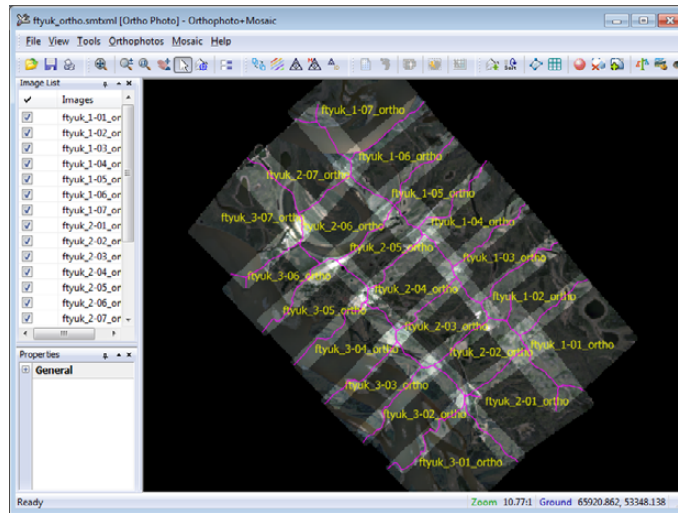 ftyuk_ortho.smtxml [Ortho Photo] - Orthophoto+Mosaic
File View Tools Orthophotos Mosaic Help
Image List
Images
ftyuk_1-01_or
ftyuk_1-02_or
ftyuk_1-03_or
ftyuk_1-04_or
ftyuk_1-05_or
ftyuk_1-06_or
ftyuk_1-07_or
ftyuk_2-01_or
ftyuk_2-02_or
ftyuk_2-03_or
ftyuk_2-04_or
ftyuk_2-05_or
ftyuk_2-06_or
ftyuk_2-07_or
Properties
General
ftyuk_1-07_ortho
ftyuk_1-06_ortho
ftyuk_2-07_ortho
ftyuk_1-05_ortho
ftyuk_3-07_ortho
ftyuk_2-06_ortho
ftyuk_1-04_ortho
ftyuk_2-05_ortho
ftyuk_1-03_ortho
ftyuk_3-06_ortho
ftyuk_2-04_ortho
ftyuk_1-02_ortho
ftyuk_3-05_ortho
ftyuk_2-03_ortho
ftyuk_1-01_ortho
ftyuk_3-04_ortho
ftyuk_2-02_ortho
ftyuk_3-03_ortho
ftyuk_2-01_ortho
ftyuk_3-02_ortho
ftyuk_3-01_ortho
Ready
Zoom 10.77:1 Ground 65920.862, 53348.138